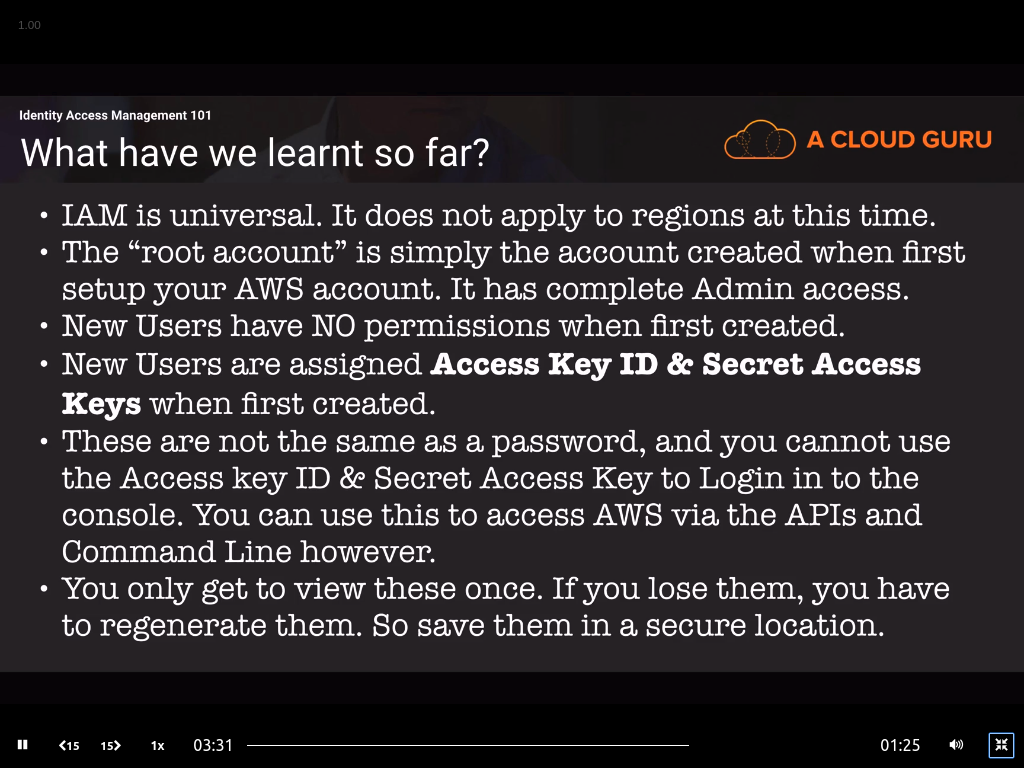 1.00
Identity Access Management 101
What have we learnt so far?
A CLOUD GURU
• IAM is universal. It does not apply to regions at this time.
• The “root account” is simply the account created when first
setup your AWS account. It has complete Admin access.
• New Users have NO permissions when first created.
• New Users are assigned Access Key ID & Secret Access
Keys when first created.
• These are not the same as a password, and you cannot use
the Access key ID & Secret Access Key to Login in to the
console. You can use this to access AWS via the APIs and
Command Line however.
• You only get to view these once. If you lose them, you have
to regenerate them. So save them in a secure location.
15 15 1x 03:31 01:25